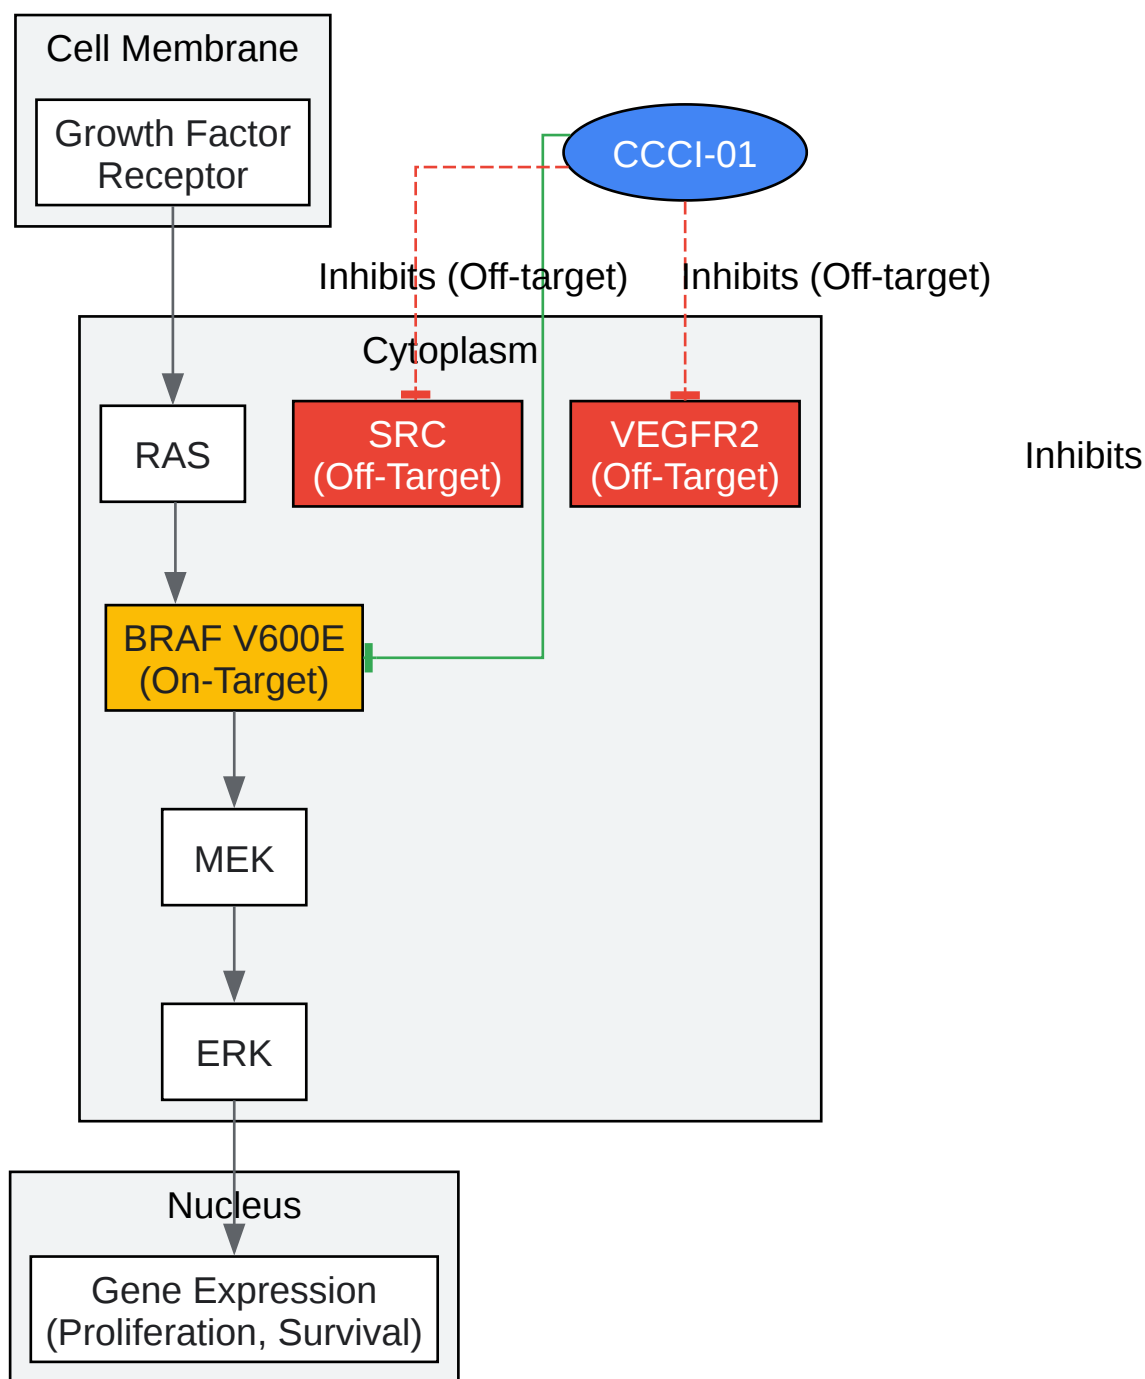 Cell Membrane
Growth Factor
Receptor
CCCI-01
Inhibits (Off-target)
Inhibits (Off-target)
Cytoplasm
RAS
SRC
(Off-Target)
VEGFR2
(Off-Target)
Inhibits
BRAF V600E
(On-Target)
MEK
ERK
Nucleus
Gene Expression
(Proliferation, Survival)